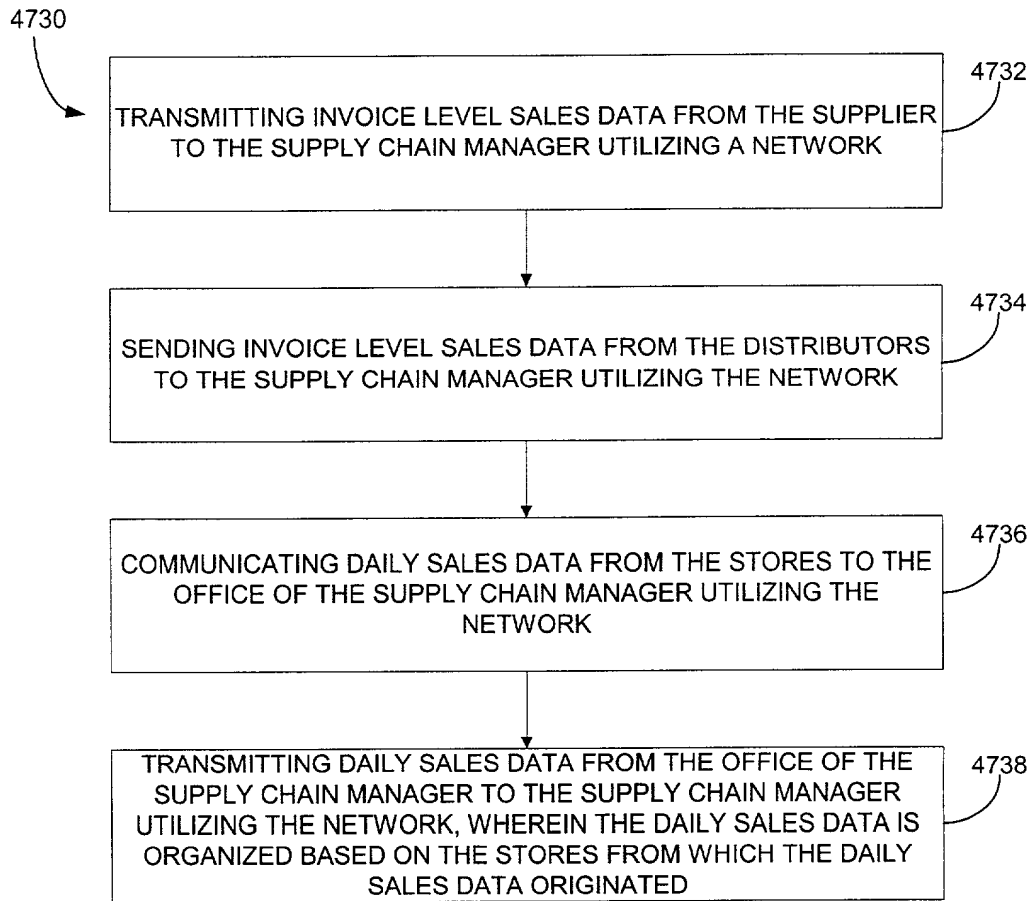 4730
4732
TRANSMITTING INVOICE LEVEL SALES DATA FROM THE SUPPLIER
TO THE SUPPLY CHAIN MANAGER UTILIZING A NETWORK
4734
SENDING INVOICE LEVEL SALES DATA FROM THE DISTRIBUTORS
TO THE SUPPLY CHAIN MANAGER UTILIZING THE NETWORK
4736
COMMUNICATING DAILY SALES DATA FROM THE STORES TO THE
OFFICE OF THE SUPPLY CHAIN MANAGER UTILIZING THE
NETWORK
4738
TRANSMITTING DAILY SALES DATA FROM THE OFFICE OF THE
SUPPLY CHAIN MANAGER TO THE SUPPLY CHAIN MANAGER
UTILIZING THE NETWORK, WHEREIN THE DAILY SALES DATA IS
ORGANIZED BASED ON THE STORES FROM WHICH THE DAILY
SALES DATA ORIGINATED